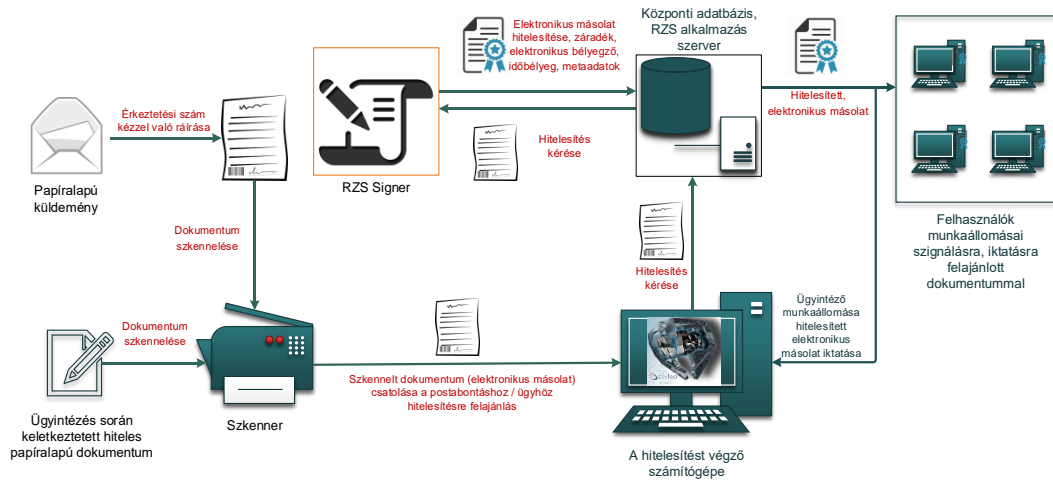 Elektronikus másolat
hitelesítése, záradék,
elektronikus bélyegző,
időbélyeg, metaadatok
Központi adatbázis,
RZS alkalmazás
szerver
Érkeztetési szám
kézzel való ráírása
Hitelesített,
elektronikus másolat
Hitelesítés
kérése
Papíralapú
küldemény
RZS Signer
Felhasználók
munkaállomásai
szignálásra, iktatásra
felajánlott
dokumentummal
Dokumentum
szkennelése
Hitelesítés
kérése
Ügyintéző
munkaállomása
hitelesített
elektronikus
másolat iktatása
Dokumentum
szkennelése
Szkennelt dokumentum (elektronikus másolat)
csatolása a postabontáshoz / ügyhöz
hitelesítésre felajánlás
Ügyintézés során
keletkeztetett hiteles
papíralapú dokumentum
Szkenner
A hitelesítést végző
számítógépe